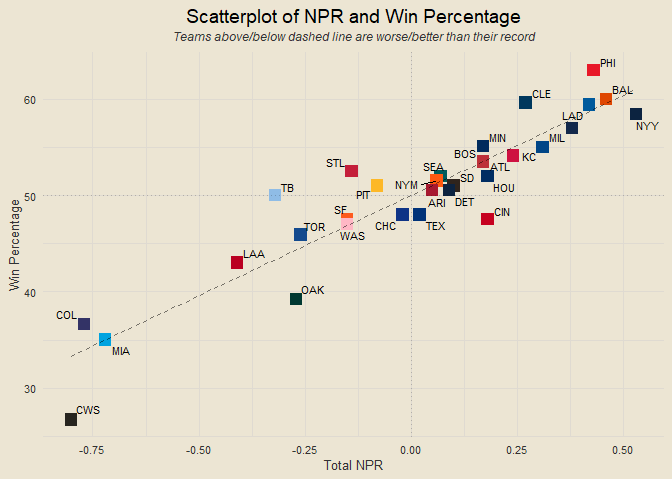 Scatterplot of NPR and Win Percentage
Teams above/below dashed line are worse/better than their record
PHI
BAL
CLE
60
LAD
NYY
MIN
MIL
BOS
KC
STL
SEA
ATL
TB
PIT
NYM
SD
HOU
50
ARI
DET
SF
CIN
TOR
WAS
CHC
TEX
LAA
40
OAK
COL
MIA
30
CWS
Win Percentage
-0.75
-0.50
-0.25
0.00
0.25
0.50
Total NPR